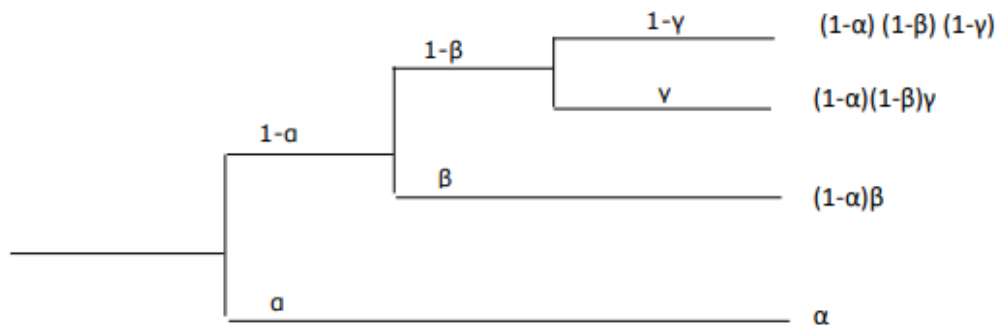 1-γ (1-α) (1-β) (1-γ)
1-β
γ (1-α)(1-β)γ
1-α
β (1-α)β
α α